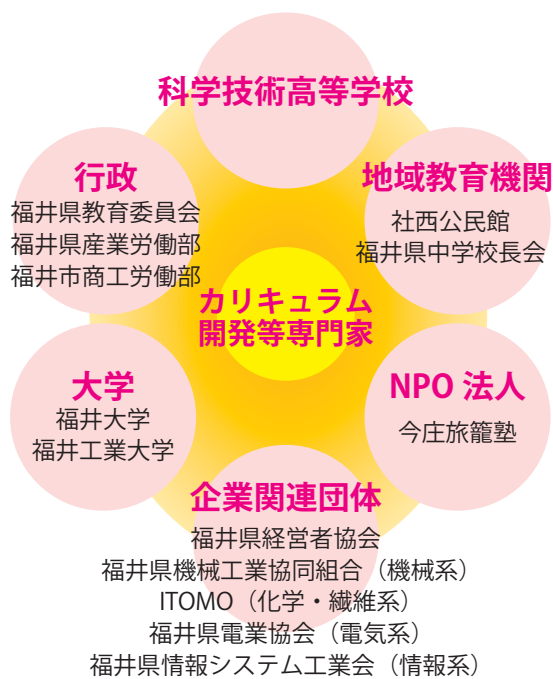 科学技術高等学校
行政
福井県教育委員会
福井県産業労働部
福井市商工労働部
地域教育機関
社西公民館
福井県中学校長会
カリキュラム
開発等専門家
大学
福井大学
福井工業大学
NPO 法人
今庄旅籠塾
企業関連団体
福井県経営者協会
福井県機械工業協同組合（機械系）
ITOMO（化学・繊維系）
福井県電業協会（電気系）
福井県情報システム工業会（情報系）